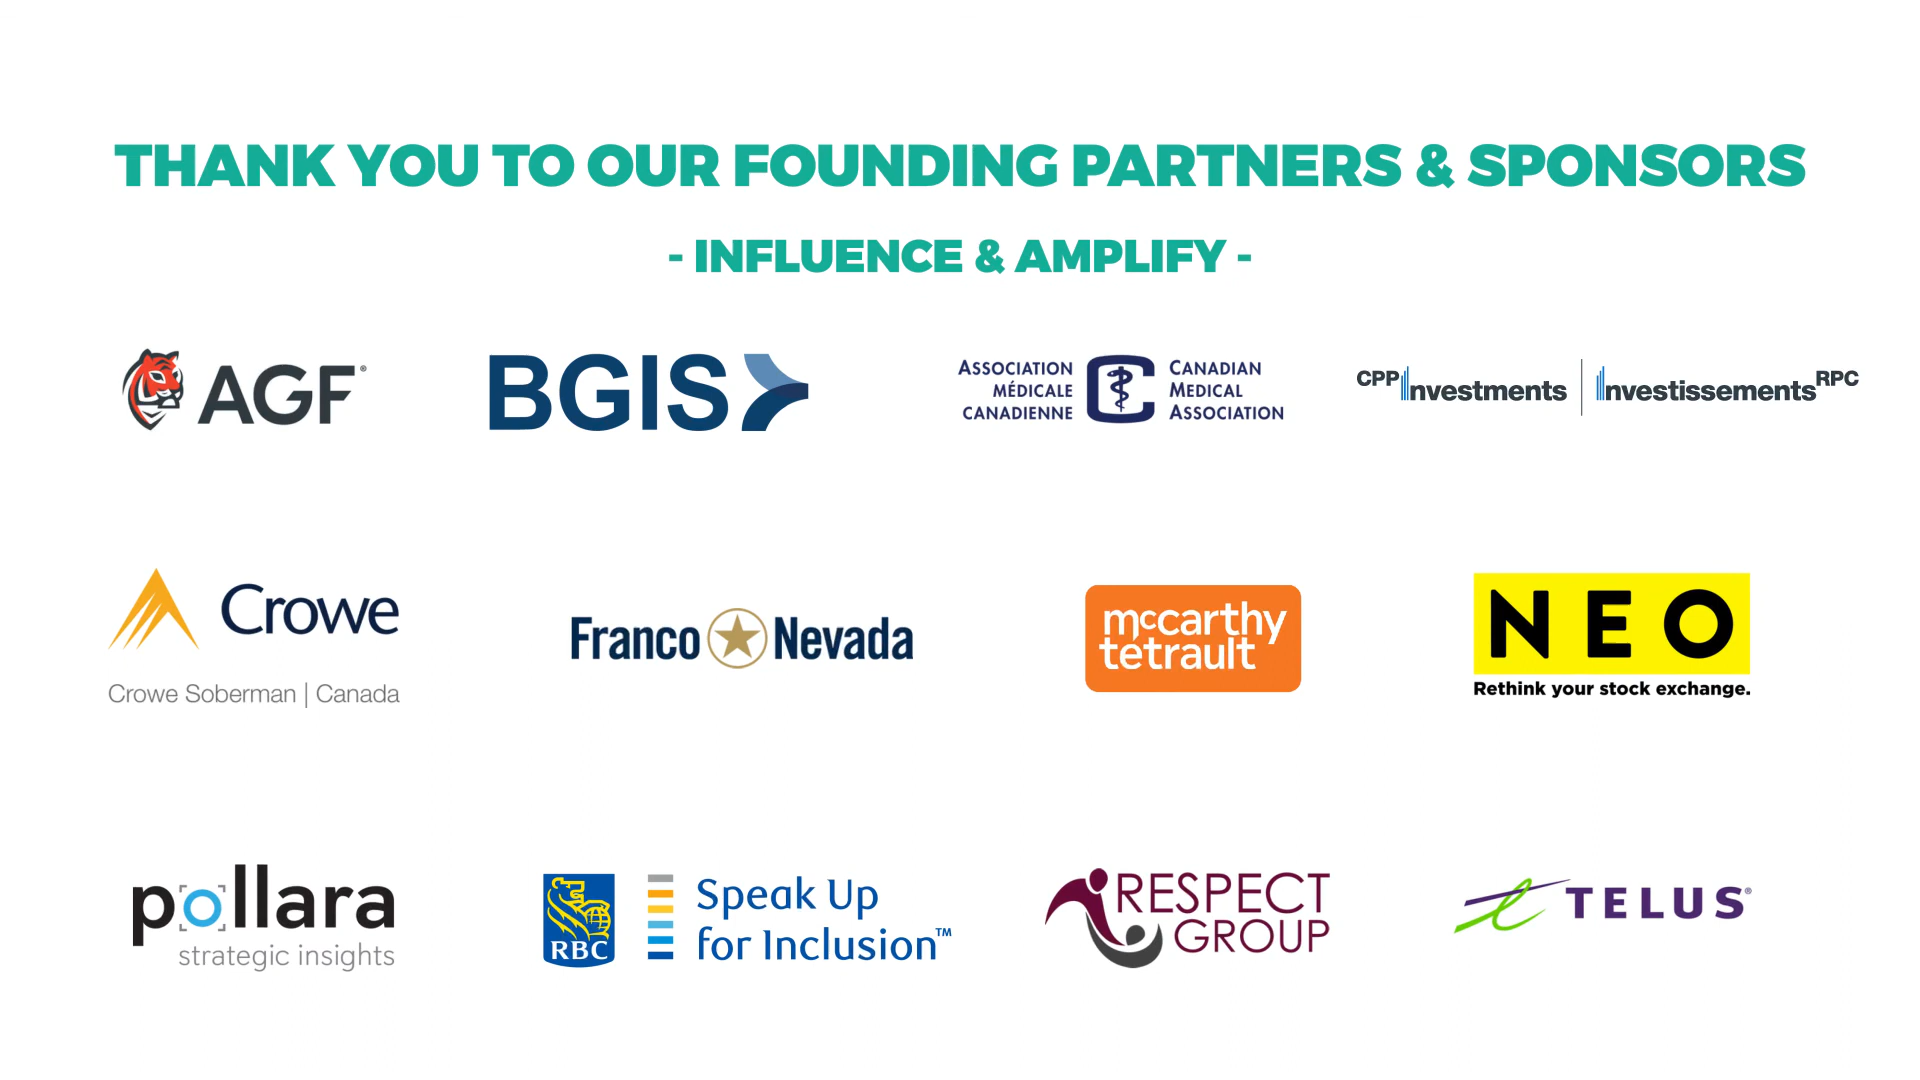 THANK YOU TO OUR FOUNDING PARTNERS & SPONSORS
- INFLUENCE & AMPLIFY -
AGF®
BGIS
ASSOCIATION
MÉDICALE
CANADIENNE
CANADIAN
MEDICAL
ASSOCIATION
CPP Investments
Investissements RPC
Crowe
Crowe Soberman | Canada
Franco Nevada
mccarthy
tétrault
NEO
Rethink your stock exchange.
pollara
strategic insights
RBC
Speak Up
for Inclusion™
RESPECT
GROUP
TELUS®